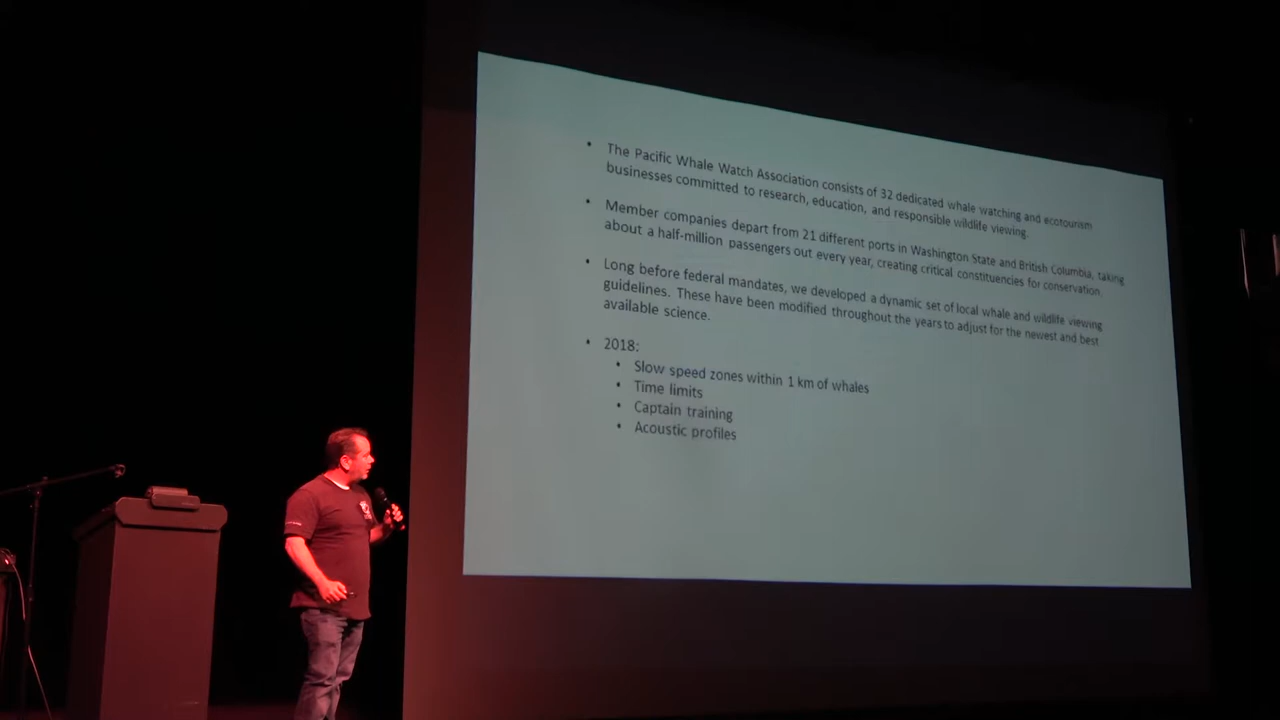 • The Pacific Whale Watch Association consists of 32 dedicated whale watching and ecotourism
businesses committed to research, education, and responsible wildlife viewing.
• Member companies depart from 21 different ports in Washington State and British Columbia, taking
about a half-million passengers out every year, creating critical constituencies for conservation.
• Long before federal mandates, we developed a dynamic set of local whale and wildlife viewing
guidelines. These have been modified throughout the years to adjust for the newest and best
available science.
• 2018:
• Slow speed zones within 1 km of whales
• Time limits
• Captain training
• Acoustic profiles